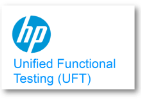 hp
Unified Functional
Testing (UFT)